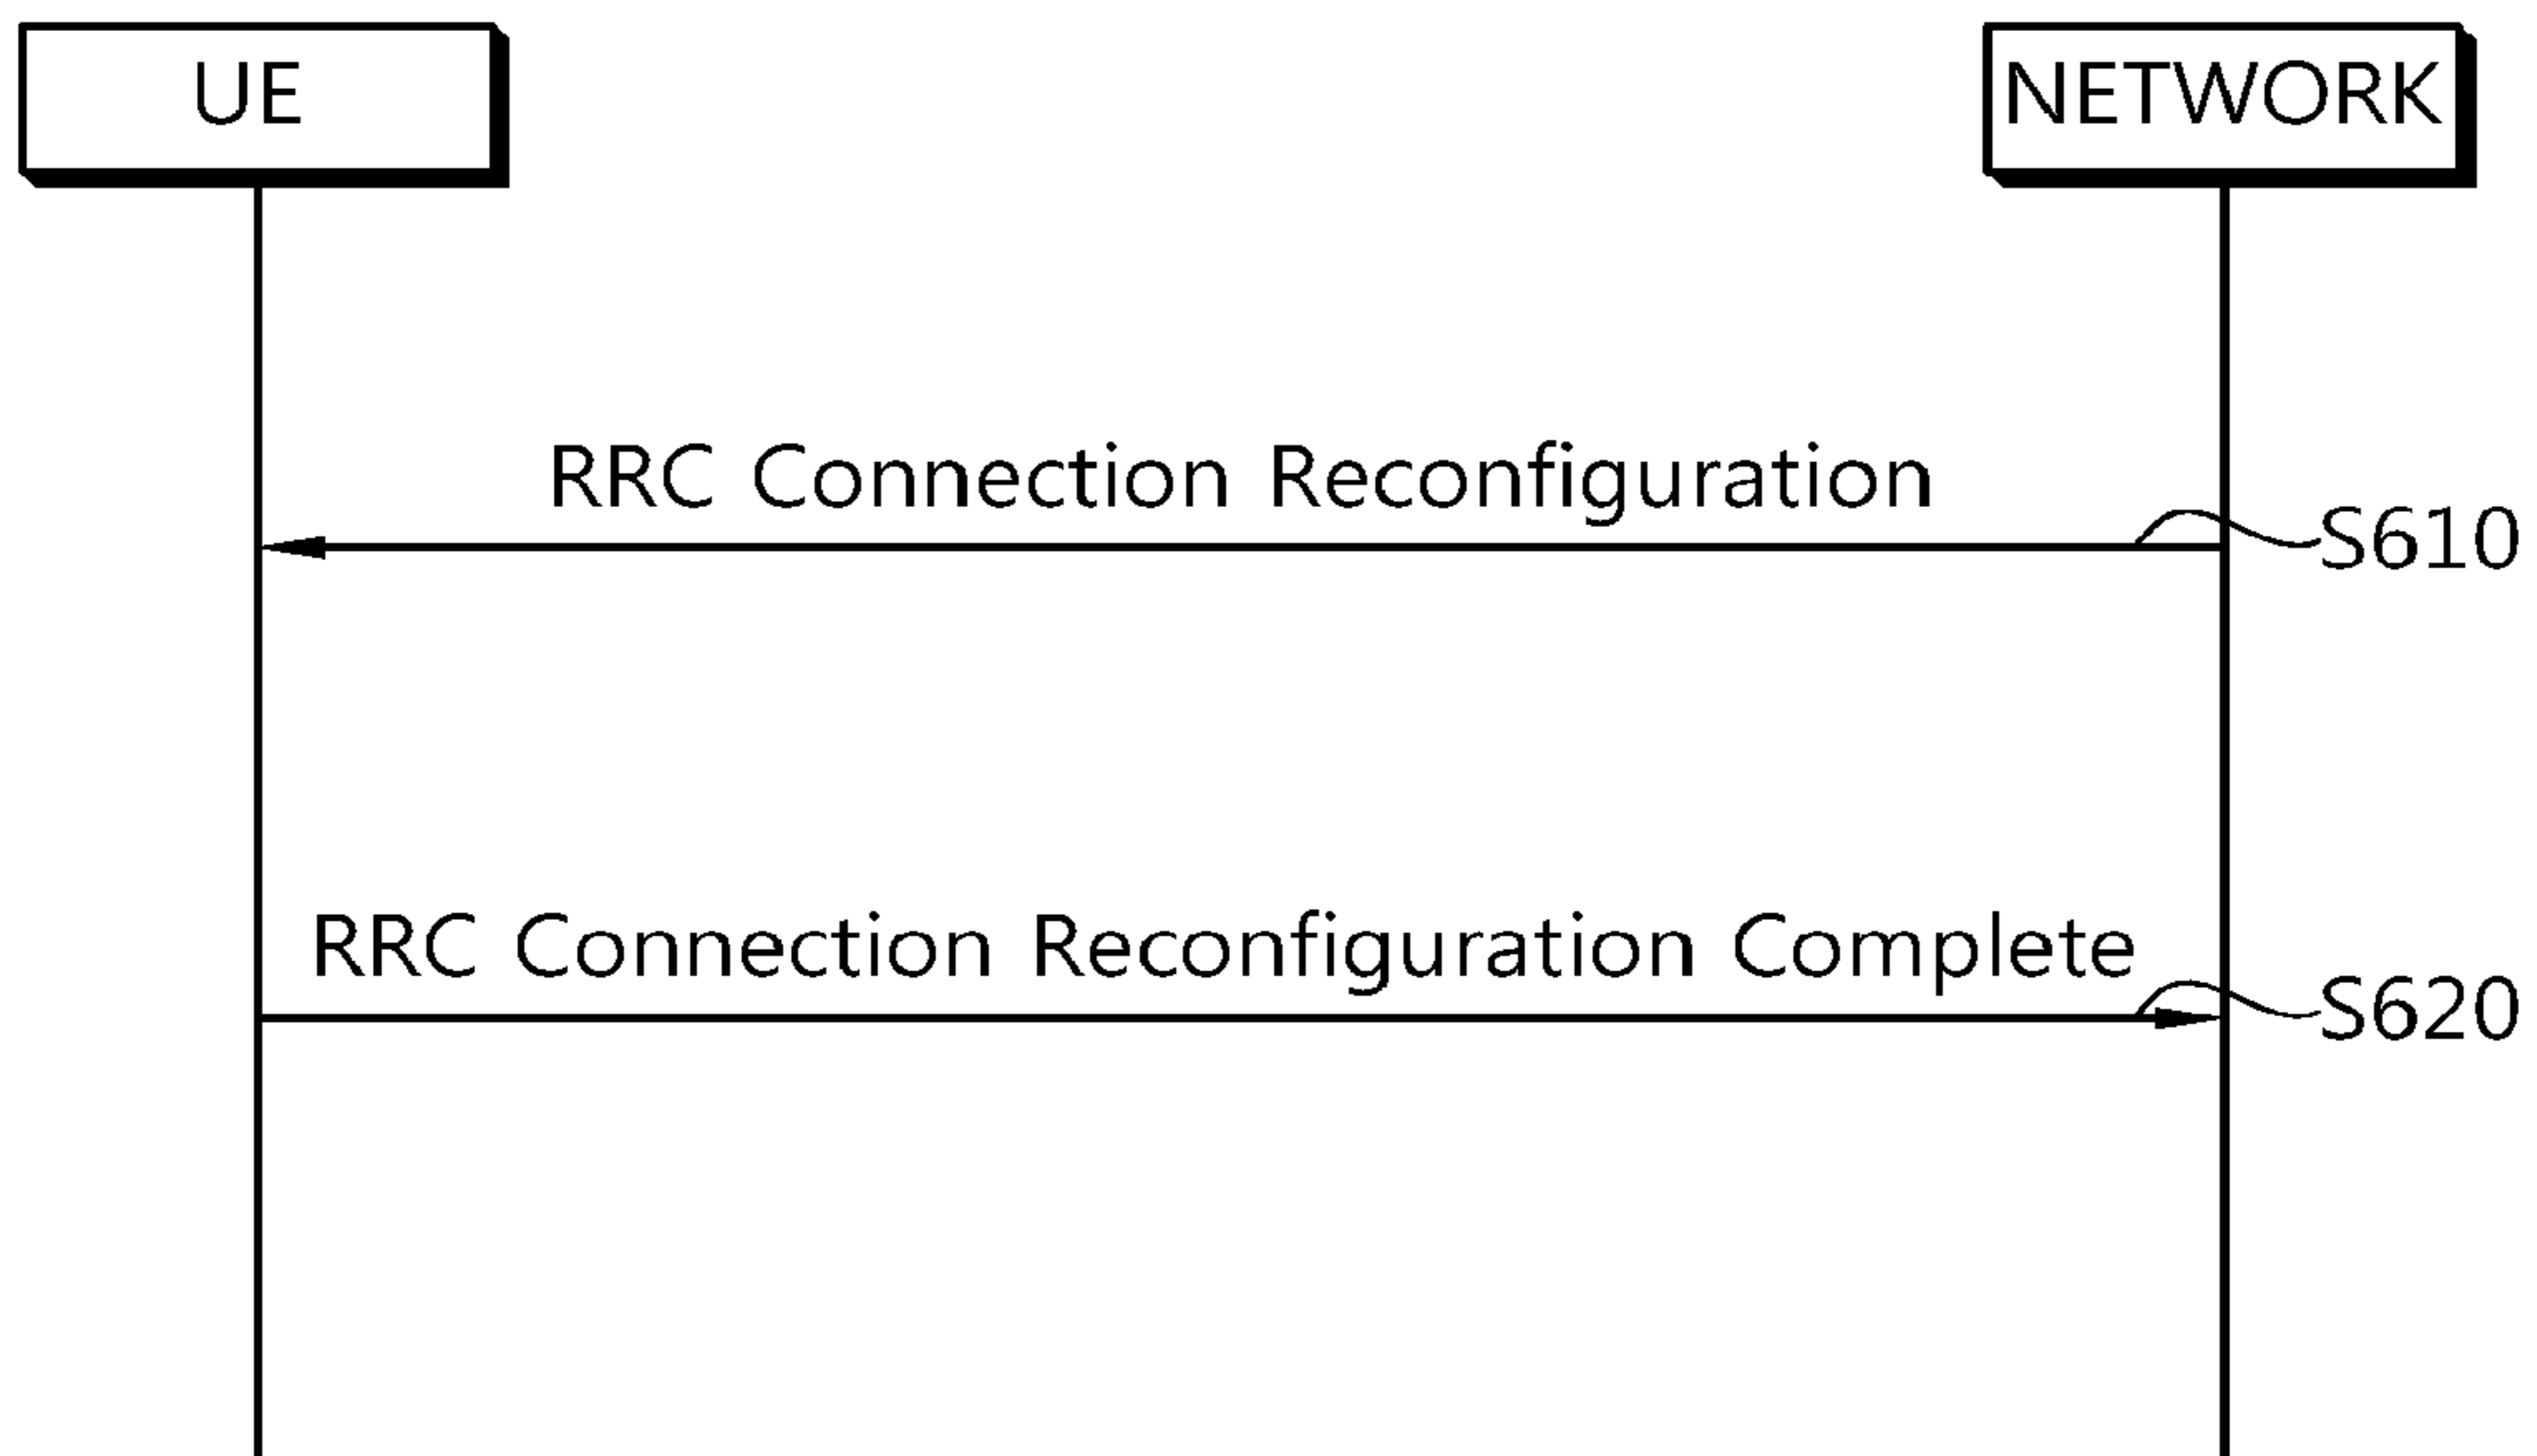 UE
NETWORK
RRC Connection Reconfiguration
S610
RRC Connection Reconfiguration Complete
S620